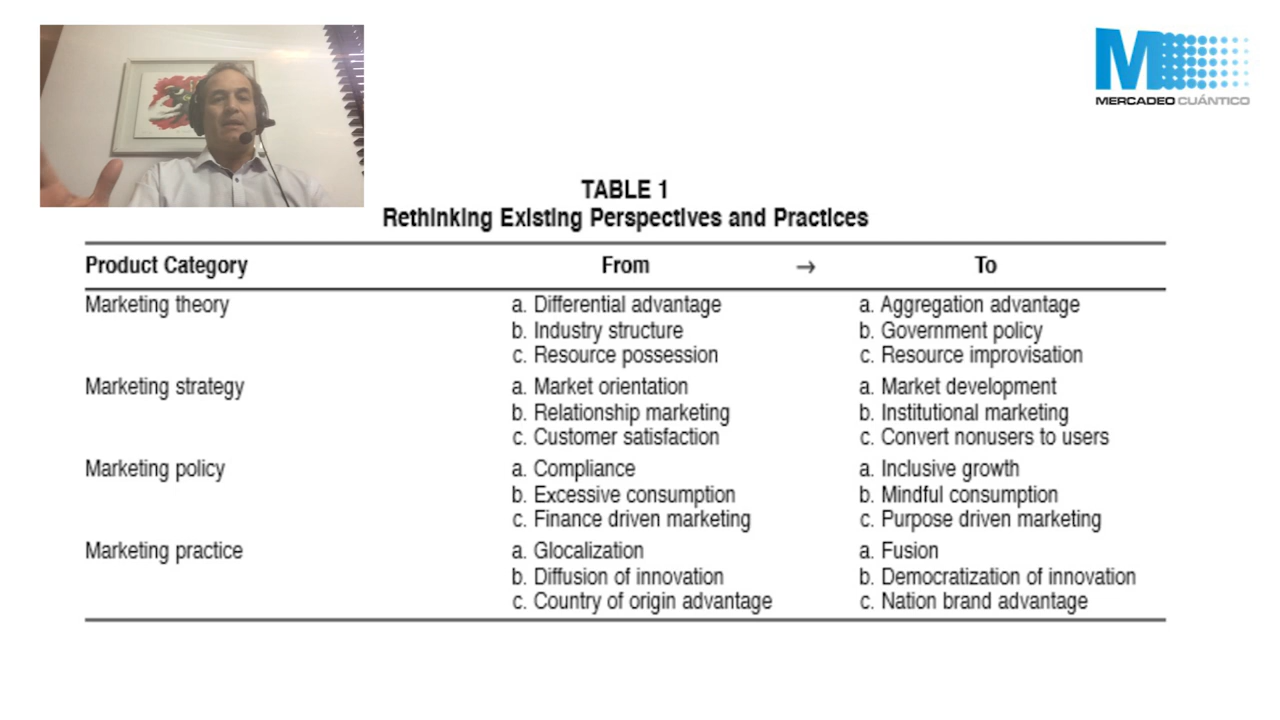 M
MERCADEO CUÁNTICO
TABLE 1
Rethinking Existing Perspectives and Practices
Product Category From → To
Marketing theory a. Differential advantage a. Aggregation advantage
b. Industry structure b. Government policy
c. Resource possession c. Resource improvisation
Marketing strategy a. Market orientation a. Market development
b. Relationship marketing b. Institutional marketing
c. Customer satisfaction c. Convert nonusers to users
Marketing policy a. Compliance a. Inclusive growth
b. Excessive consumption b. Mindful consumption
c. Finance driven marketing c. Purpose driven marketing
Marketing practice a. Glocalization a. Fusion
b. Diffusion of innovation b. Democratization of innovation
c. Country of origin advantage c. Nation brand advantage